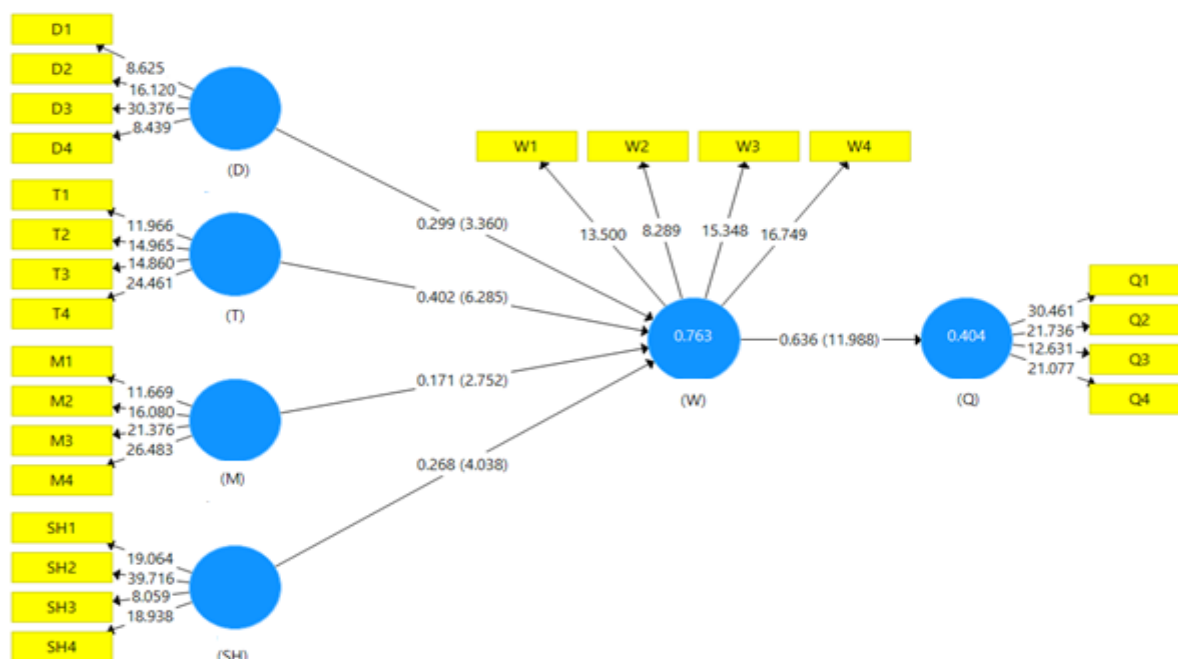 D1
D2
D3
D4
8.625
16.120
30.376
8.439
(D)
T1
T2
T3
T4
11.966
14.965
14.860
24.461
(T)
M1
M2
M3
M4
11.669
16.080
21.376
26.483
(M)
SH1
SH2
SH3
SH4
19.064
39.716
8.059
18.938
(SH)
0.299 (3.360)
0.402 (6.285)
0.171 (2.752)
0.268 (4.038)
W1
W2
W3
W4
13.500
8.289
15.348
16.749
0.763
(W)
0.636 (11.988)
0.404
(Q)
30.461
21.736
12.631
21.077
Q1
Q2
Q3
Q4